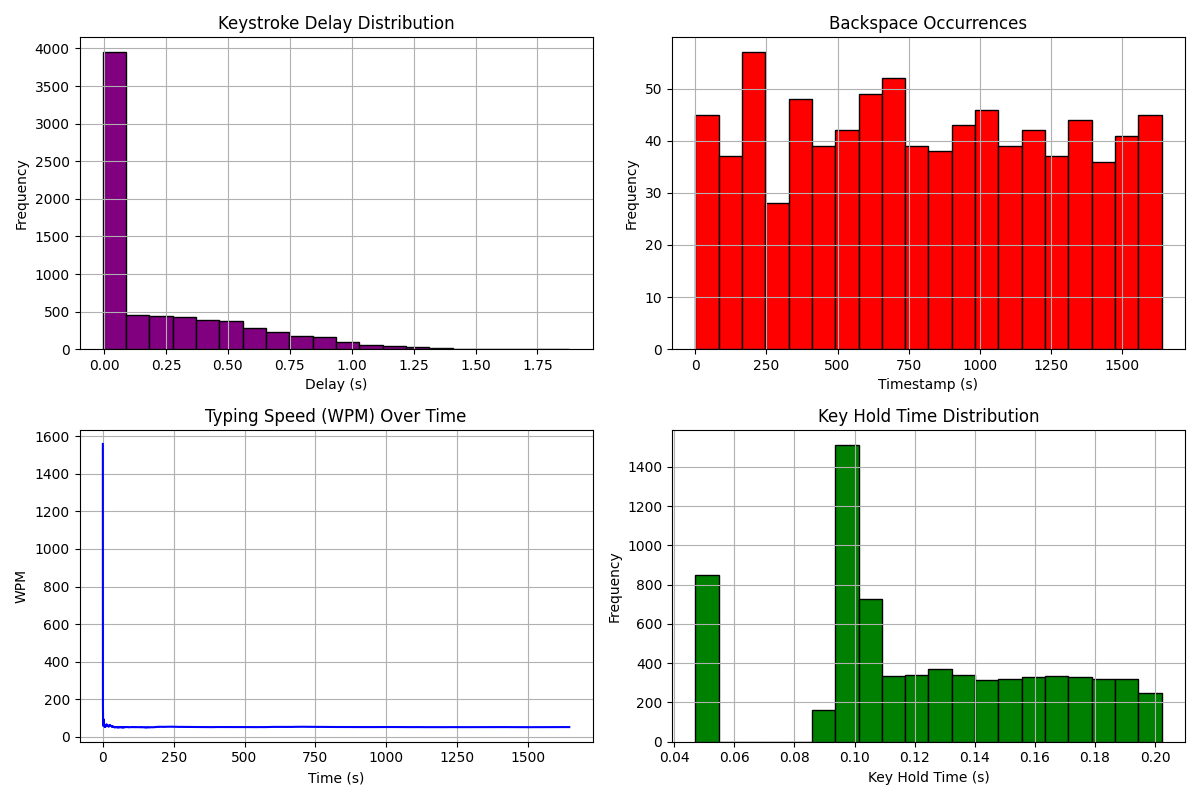 Keystroke Delay Distribution
4000
3500
3000
2500
2000
1500
1000
500
0
Frequency
0.00 0.25 0.50 0.75 1.00 1.25 1.50 1.75
Delay (s)
Backspace Occurrences
50
40
30
20
10
0
Frequency
0 250 500 750 1000 1250 1500
Timestamp (s)
Typing Speed (WPM) Over Time
1600
1400
1200
1000
800
600
400
200
0
WPM
0 250 500 750 1000 1250 1500
Time (s)
Key Hold Time Distribution
1400
1200
1000
800
600
400
200
0
Frequency
0.04 0.06 0.08 0.10 0.12 0.14 0.16 0.18 0.20
Key Hold Time (s)